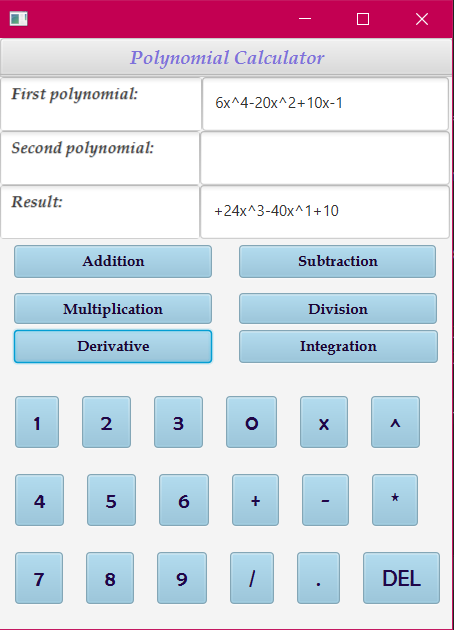 Polynomial Calculator
First polynomial: 6x^4-20x^2+10x-1
Second polynomial:
Result: +24x^3-40x^1+10
Addition Subtraction
Multiplication Division
Derivative Integration
1 2 3 0 x ^
4 5 6 + - *
7 8 9 / . DEL